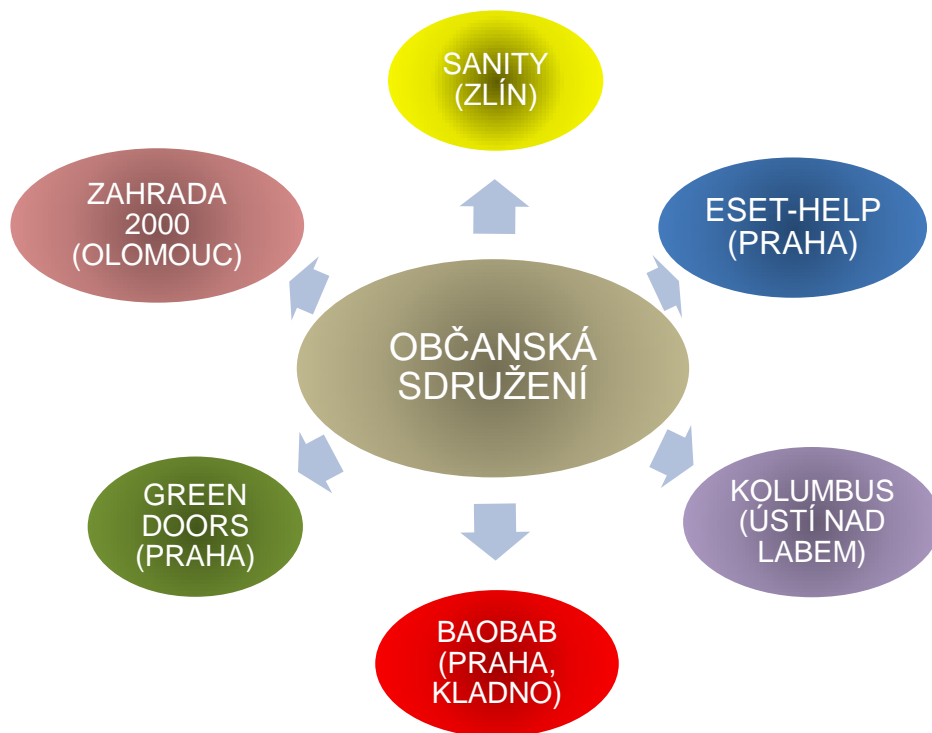 SANITY
(ZLÍN)
ZAHRADA
2000
(OLOMOUC)
ESET-HELP
(PRAHA)
OBČANSKÁ
SDRUŽENÍ
GREEN
DOORS
(PRAHA)
KOLUMBUS
(ÚSTÍ NAD
LABEM)
BAOBAB
(PRAHA,
KLADNO)